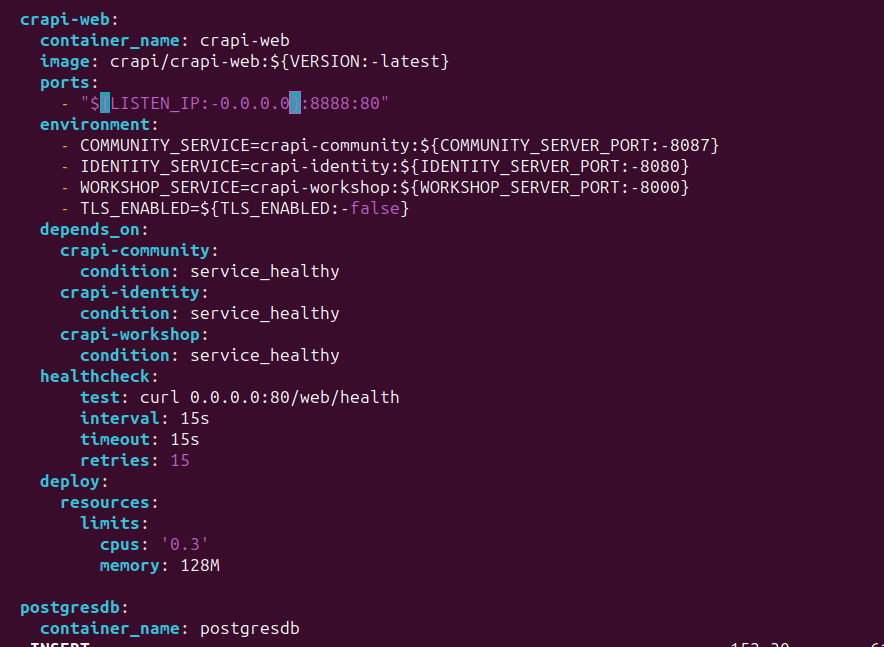 crapi-web:
  container_name: crapi-web
  image: crapi/crapi-web:${VERSION:-latest}
  ports:
    - "${LISTEN_IP:-0.0.0.0}:8888:80"
  environment:
    - COMMUNITY_SERVICE=crapi-community:${COMMUNITY_SERVER_PORT:-8087}
    - IDENTITY_SERVICE=crapi-identity:${IDENTITY_SERVER_PORT:-8080}
    - WORKSHOP_SERVICE=crapi-workshop:${WORKSHOP_SERVER_PORT:-8000}
    - TLS_ENABLED=${TLS_ENABLED:-false}
  depends_on:
    crapi-community:
      condition: service_healthy
    crapi-identity:
      condition: service_healthy
    crapi-workshop:
      condition: service_healthy
  healthcheck:
      test: curl 0.0.0.0:80/web/health
      interval: 15s
      timeout: 15s
      retries: 15
  deploy:
    resources:
      limits:
        cpus: '0.3'
        memory: 128M

postgresdb:
  container_name: postgresdb
INSERT